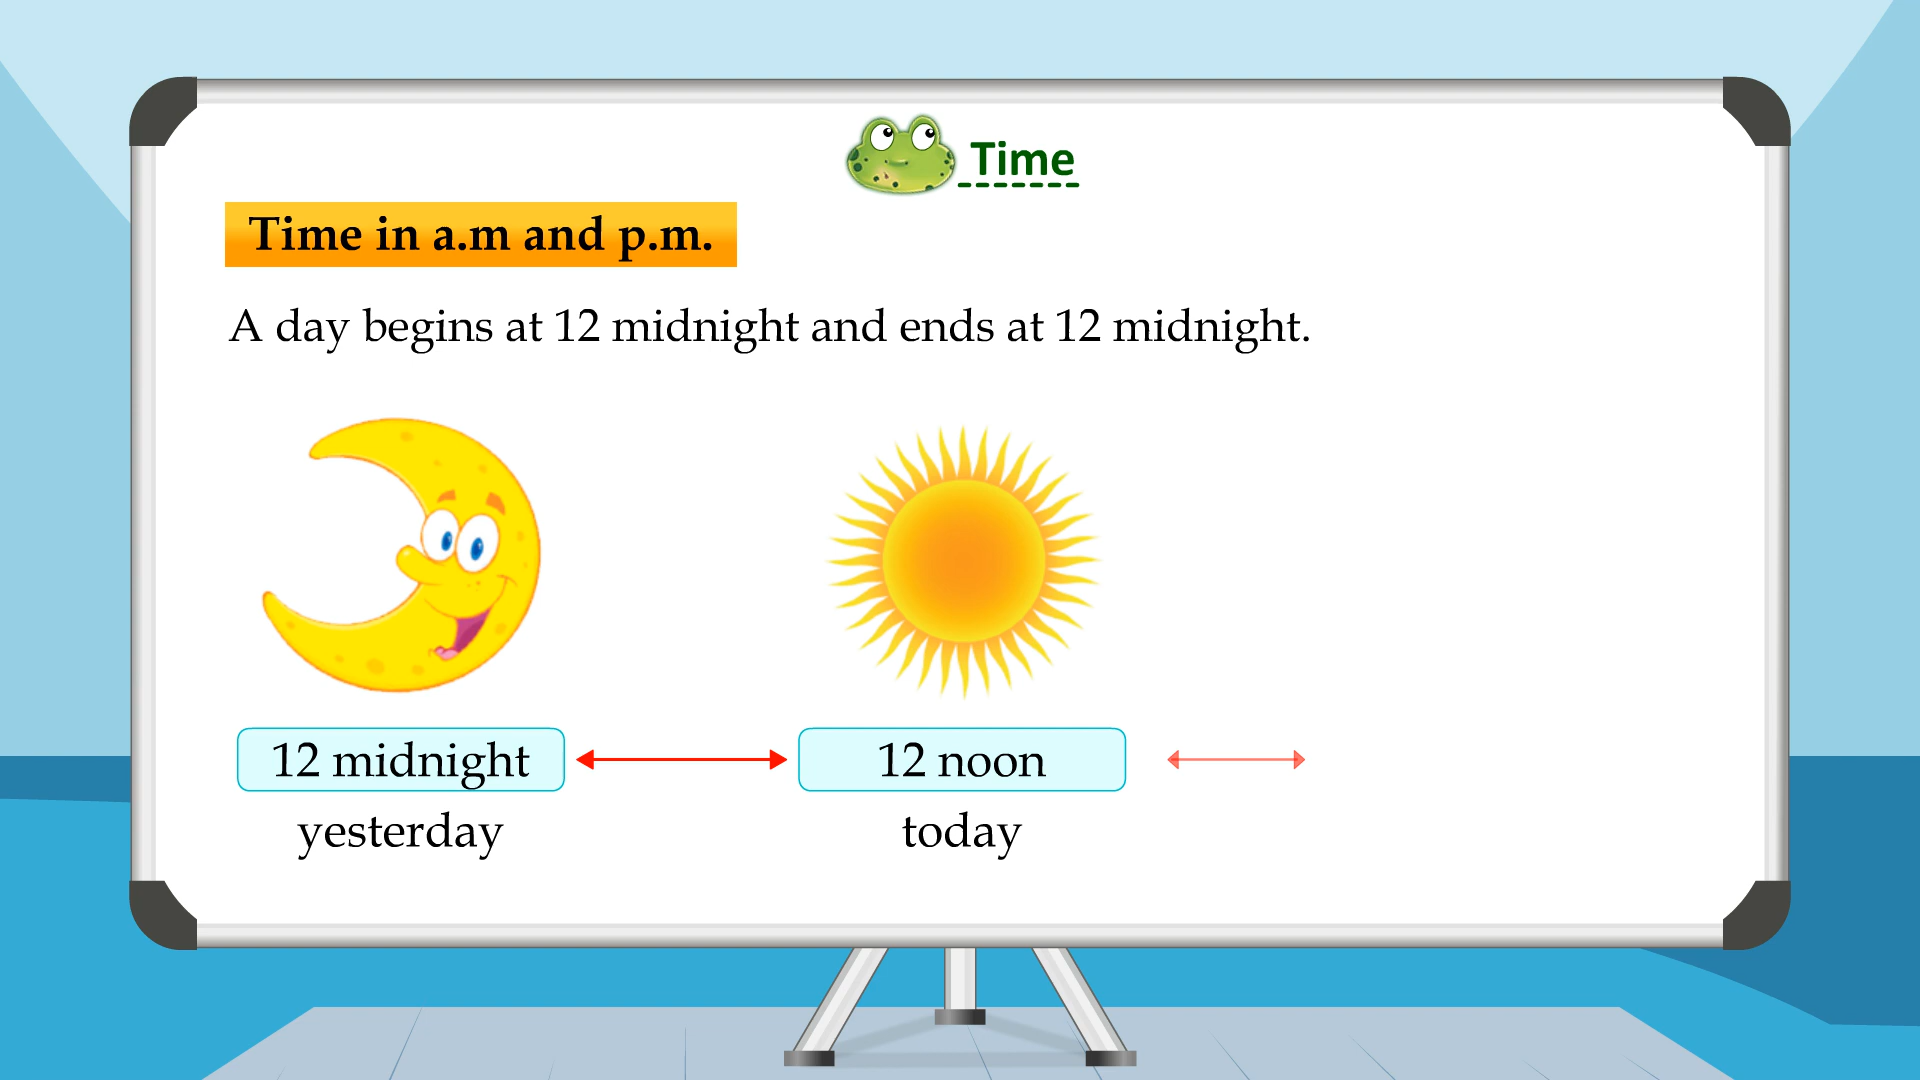 Time
Time in a.m and p.m.
A day begins at 12 midnight and ends at 12 midnight.
12 midnight
12 noon
yesterday
today